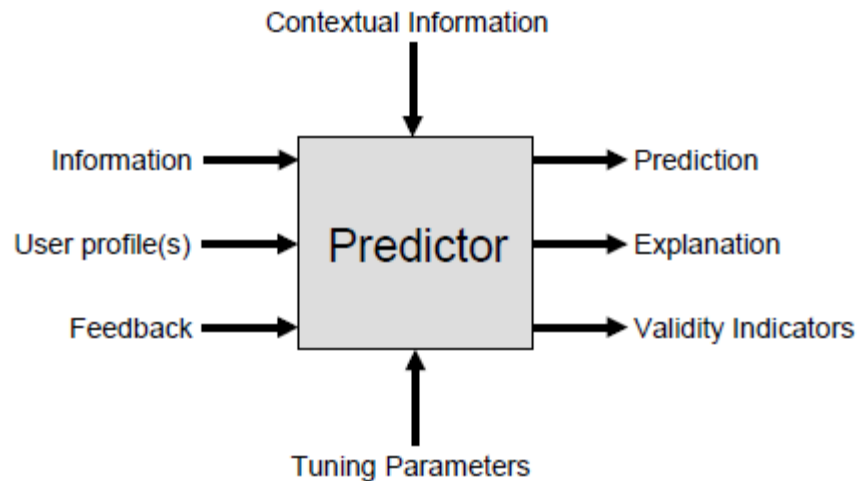 Contextual Information
Information
Prediction
User profile(s)
Predictor
Explanation
Feedback
Validity Indicators
Tuning Parameters